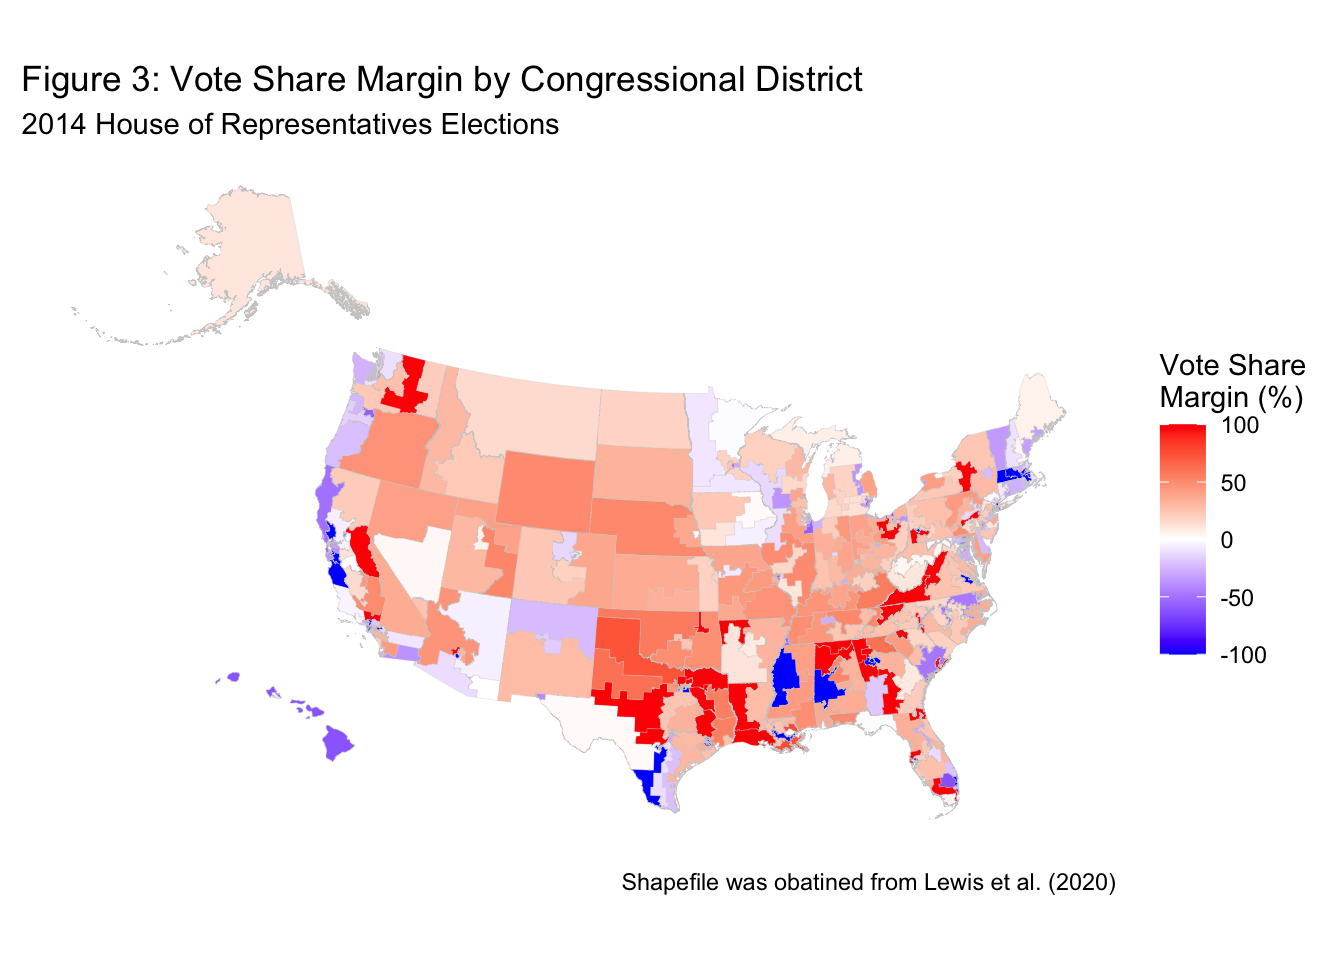 Figure 3: Vote Share Margin by Congressional District
2014 House of Representatives Elections
Vote Share
Margin (%)
100
50
0
-50
-100
Shapefile was obatined from Lewis et al. (2020)